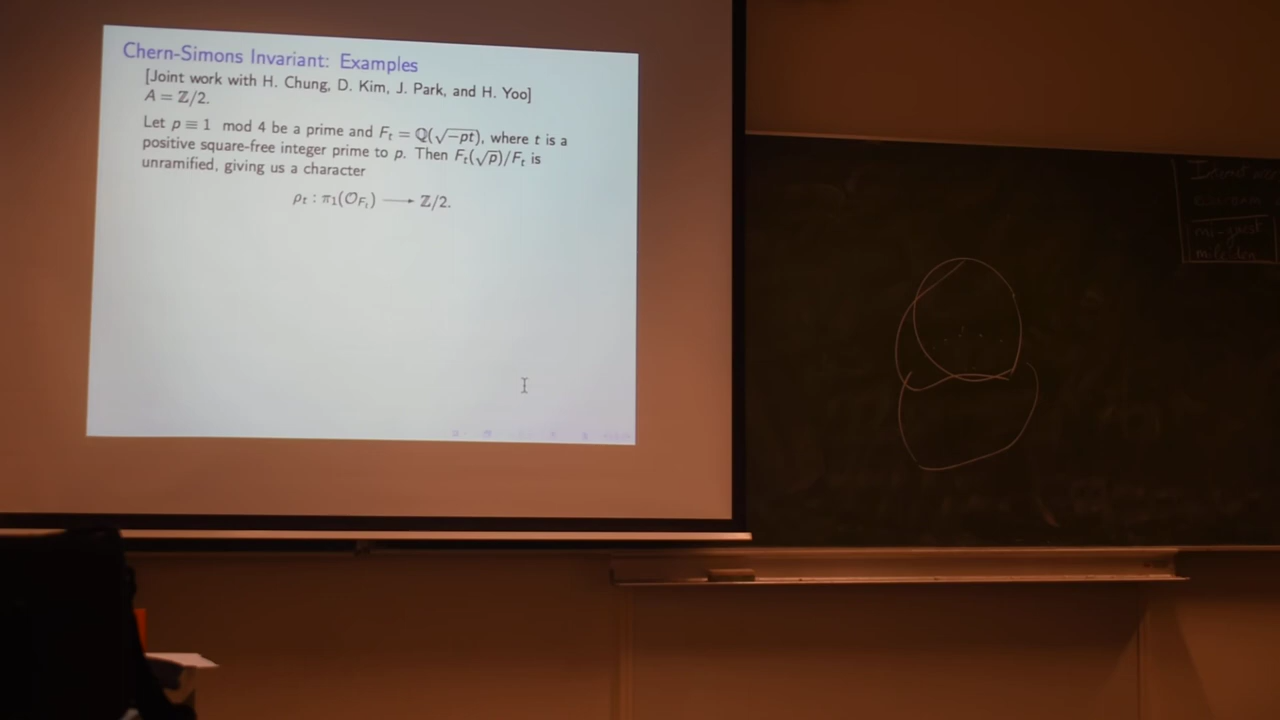 Chern-Simons Invariant: Examples
[Joint work with H. Chung, D. Kim, J. Park, and H. Yoo]
A = ℤ/2.
Let p ≡ 1 mod 4 be a prime and F_t = ℚ(√−pt), where t is a
positive square-free integer prime to p. Then F_t(√p)/F_t is
unramified, giving us a character
ρ_t : π₁(𝒪_{F_t}) ⟶ ℤ/2.
Internet